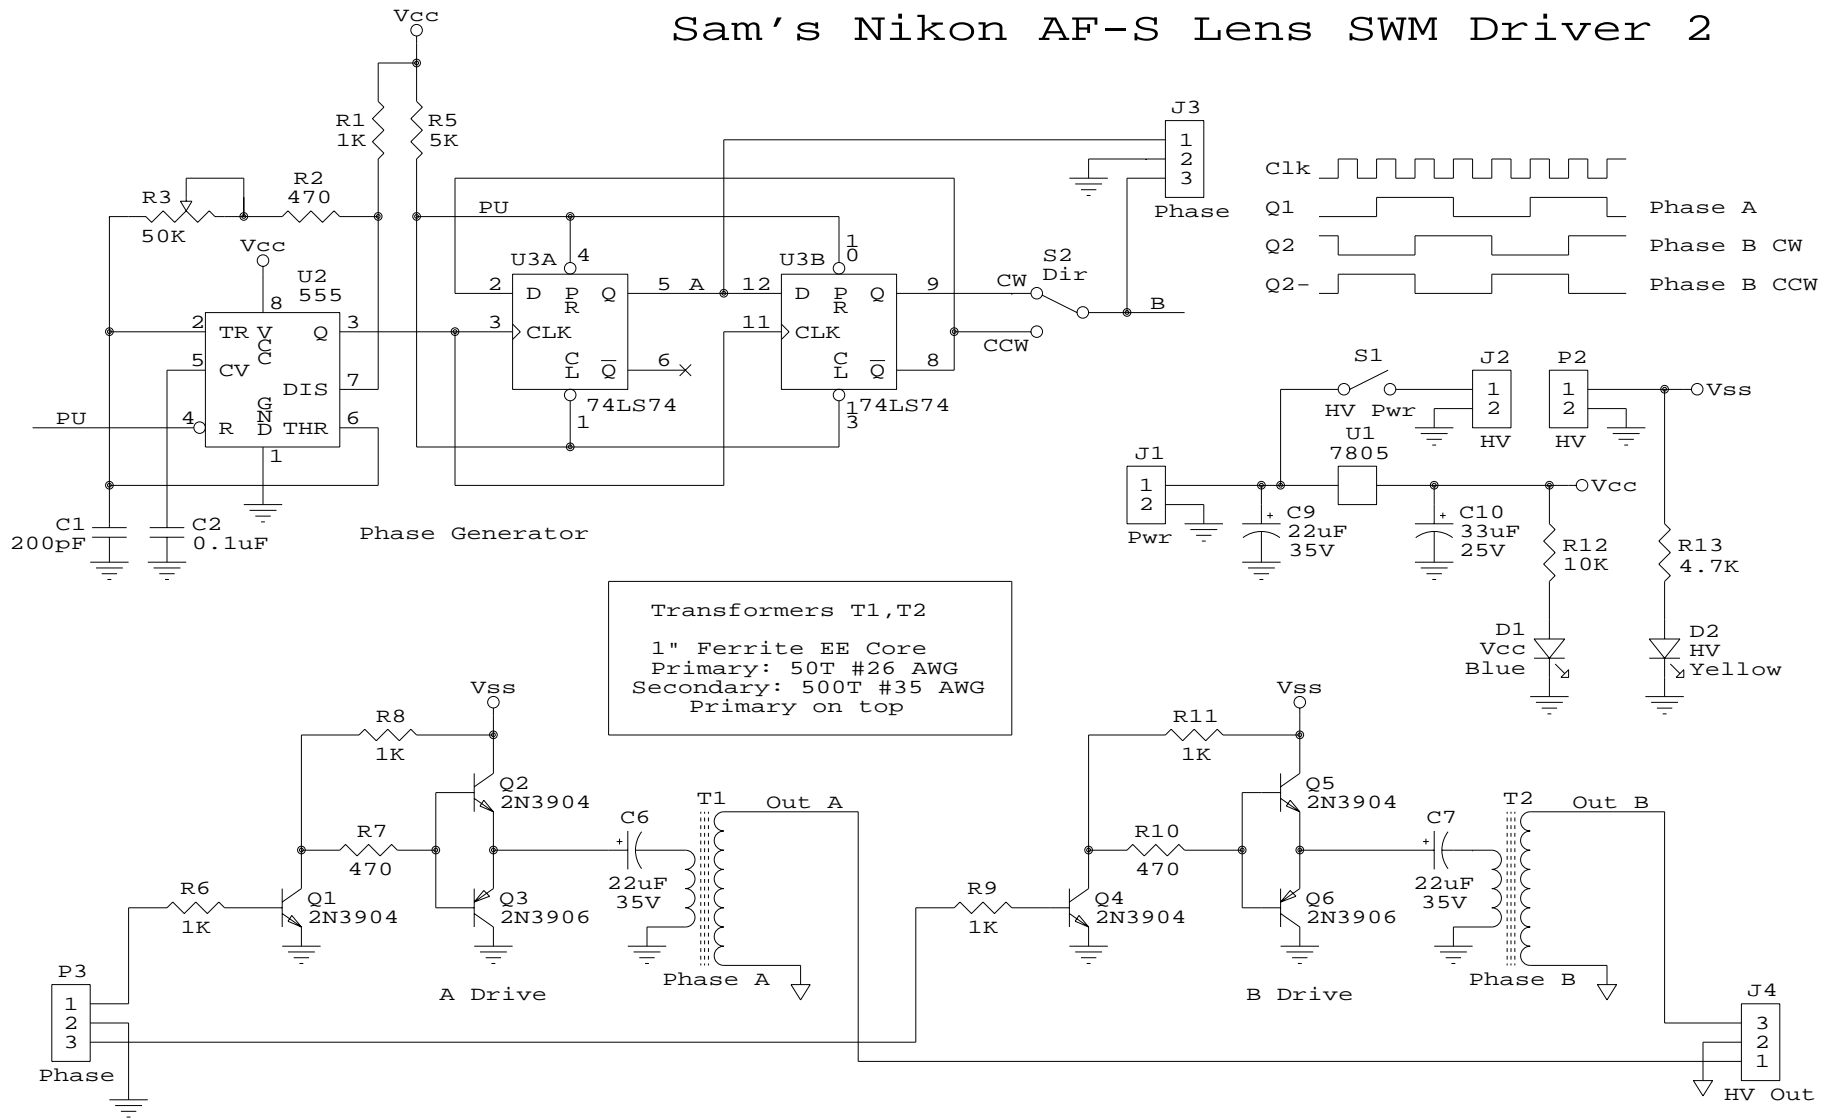 Sam's Nikon AF-S Lens SWM Driver 2
Vcc
R1
1K
R5
5K
R3
50K
R2
470
PU
Vcc
U2
555
8
2
TR
VCC
Q
3
5
CV
DIS
7
PU
4
R
GND
THR
6
1
C1
200pF
C2
0.1uF
Phase Generator
U3A
4
2
D
PR
Q
5
A
3
CLK
CL
Q
6
74LS74
1
U3B
10
12
D
PR
Q
9
11
CLK
CL
Q
8
74LS74
13
CW
CCW
S2
Dir
B
J3
1
2
3
Phase
Clk
Q1
Phase A
Q2
Phase B CW
Q2-
Phase B CCW
S1
HV Pwr
J2
1
2
HV
P2
1
2
HV
Vss
J1
1
2
Pwr
U1
7805
Vcc
+
C9
22uF
35V
+
C10
33uF
25V
R12
10K
R13
4.7K
D1
Vcc
Blue
D2
HV
Yellow
Transformers T1,T2
1" Ferrite EE Core
Primary: 50T #26 AWG
Secondary: 500T #35 AWG
Primary on top
Vss
R8
1K
Q2
2N3904
R7
470
R6
1K
Q1
2N3904
Q3
2N3906
C6
+
22uF
35V
T1
Out A
Phase A
A Drive
Vss
R11
1K
Q5
2N3904
R10
470
R9
1K
Q4
2N3904
Q6
2N3906
C7
+
22uF
35V
T2
Out B
Phase B
B Drive
P3
1
2
3
Phase
J4
3
2
1
HV Out